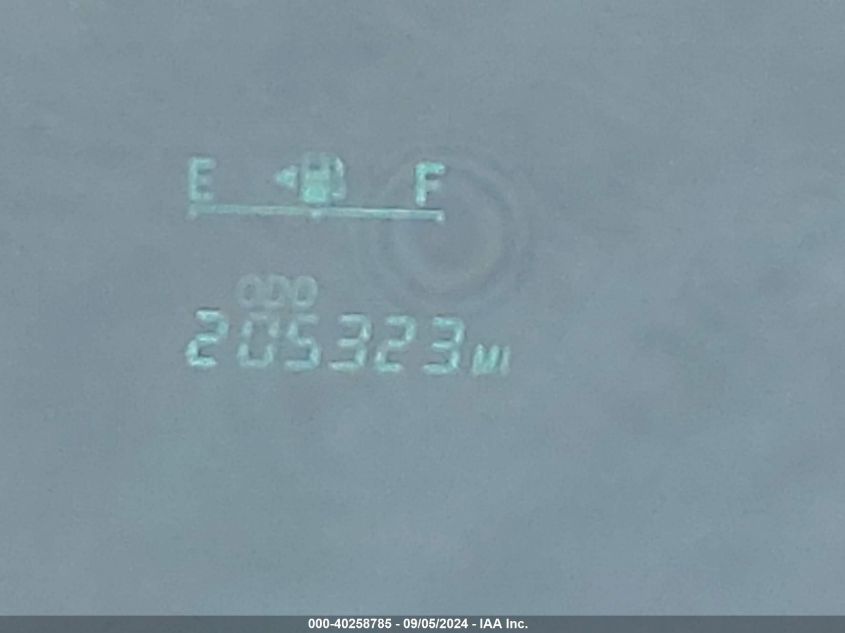 E F
ODO
205323 MI
000-40258785 - 09/05/2024 - IAA Inc.